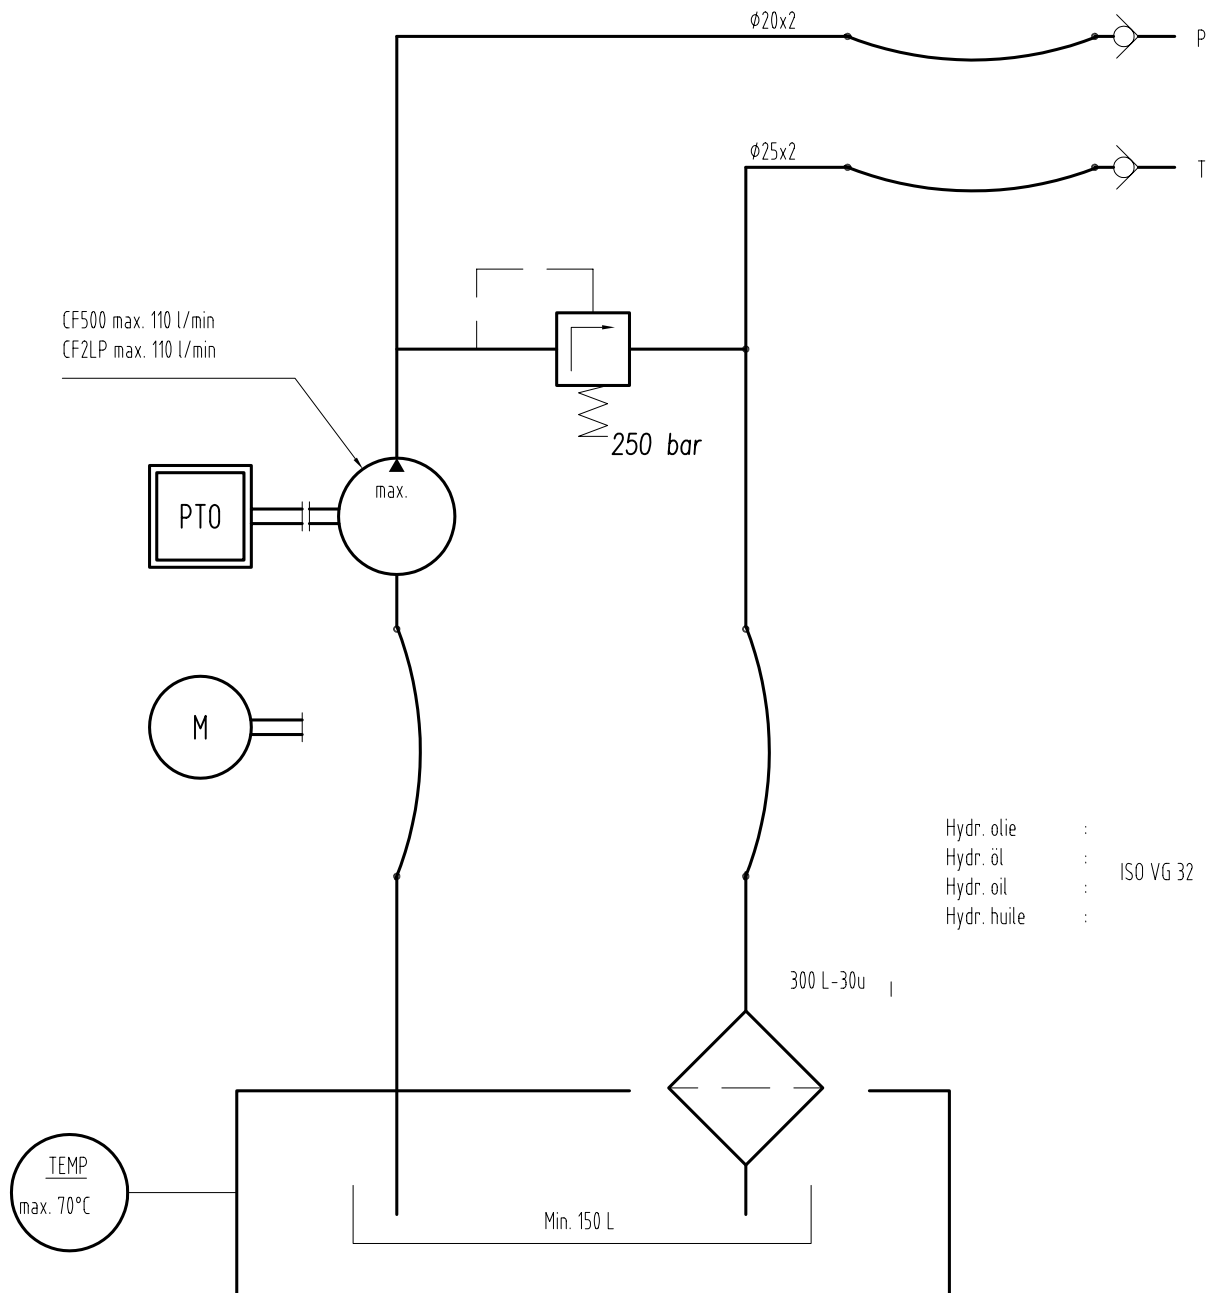 ϕ20x2
P
ϕ25x2
T
CF500 max. 110 l/min
CF2LP max. 110 l/min
250 bar
max.
PTO
M
Hydr. olie :
Hydr. öl :
ISO VG 32
Hydr. oil :
Hydr. huile :
300 L-30u
TEMP
max. 70°C
Min. 150 L